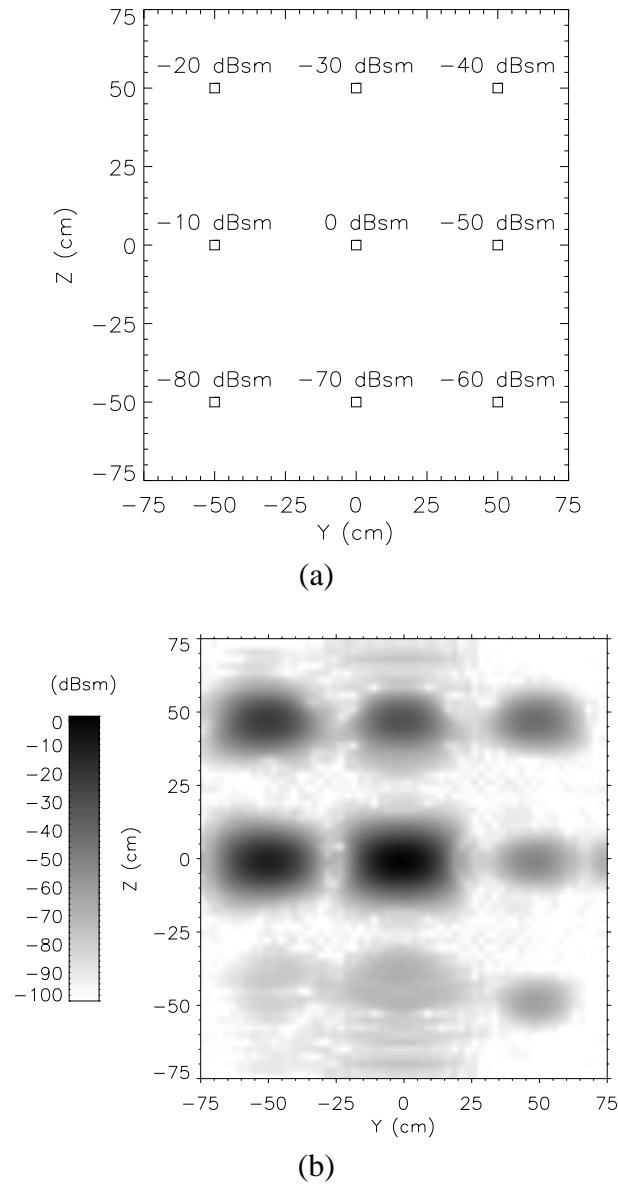 75
−20 dBsm −30 dBsm −40 dBsm
50
25
−10 dBsm 0 dBsm −50 dBsm
0
Z (cm)
−25
−80 dBsm −70 dBsm −60 dBsm
−50
−75
−75 −50 −25 0 25 50 75
Y (cm)
(a)
(dBsm)
0
−10
−20
−30
−40
−50
−60
−70
−80
−90
−100
75
50
25
0
Z (cm)
−25
−50
−75
−75 −50 −25 0 25 50 75
Y (cm)
(b)